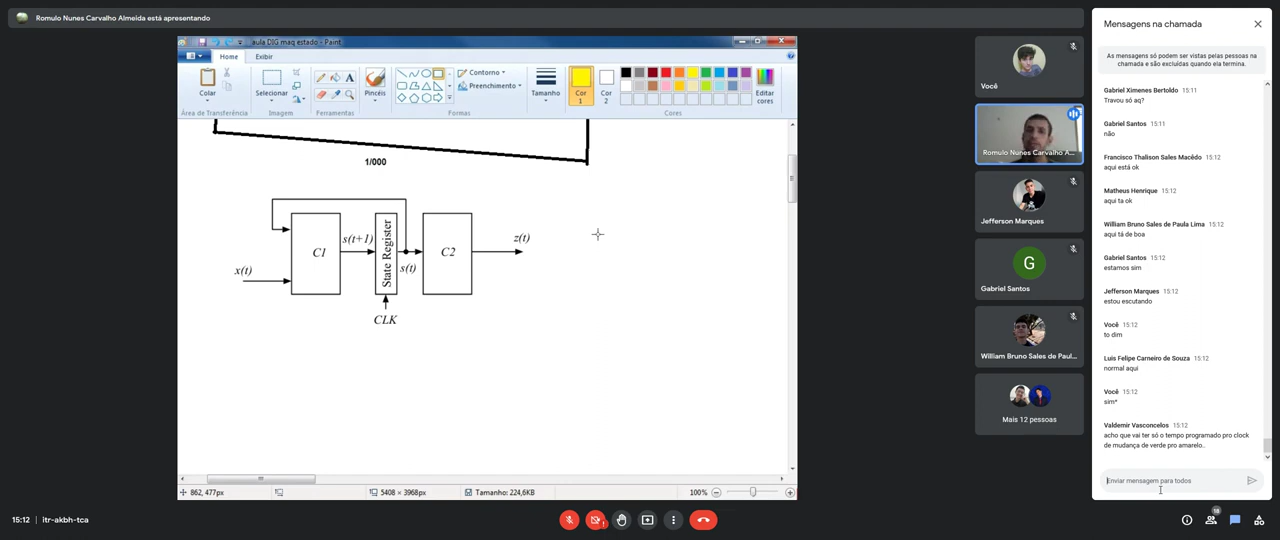 Romulo Nunes Carvalho Almeida está apresentando
aula DIG maq estado - Paint
Home Exibir
Colar
Selecionar
Pincéis
Contorno
Preenchimento
Tamanho
Cor
1
Cor
2
Editar
cores
Área de Transferência
Imagem
Ferramentas
Formas
Cores
1/000
x(t)
C1
s(t+1)
State Register
s(t)
C2
z(t)
CLK
862, 477px
5408 × 3968px
Tamanho: 224,6KB
100%
Você
Romulo Nunes Carvalho A...
Jefferson Marques
G
Gabriel Santos
William Bruno Sales de Paul...
Mais 12 pessoas
Mensagens na chamada
As mensagens só podem ser vistas pelas pessoas na
chamada e são excluídas quando ela termina.
Gabriel Ximenes Bertoldo 15:11
Travou só aq?
Gabriel Santos 15:11
não
Francisco Thalison Sales Macêdo 15:12
aqui está ok
Matheus Henrique 15:12
aqui ta ok
William Bruno Sales de Paula Lima 15:12
aqui tá de boa
Gabriel Santos 15:12
estamos sim
Jefferson Marques 15:12
estou escutando
Você 15:12
to dim
Luis Felipe Carneiro de Souza 15:12
normal aqui
Você 15:12
sim*
Valdemir Vasconcelos 15:12
acho que vai ter só o tempo programado pro clock
de mudança de verde pro amarelo..
Enviar mensagem para todos
15:12 | itr-akbh-tca
18